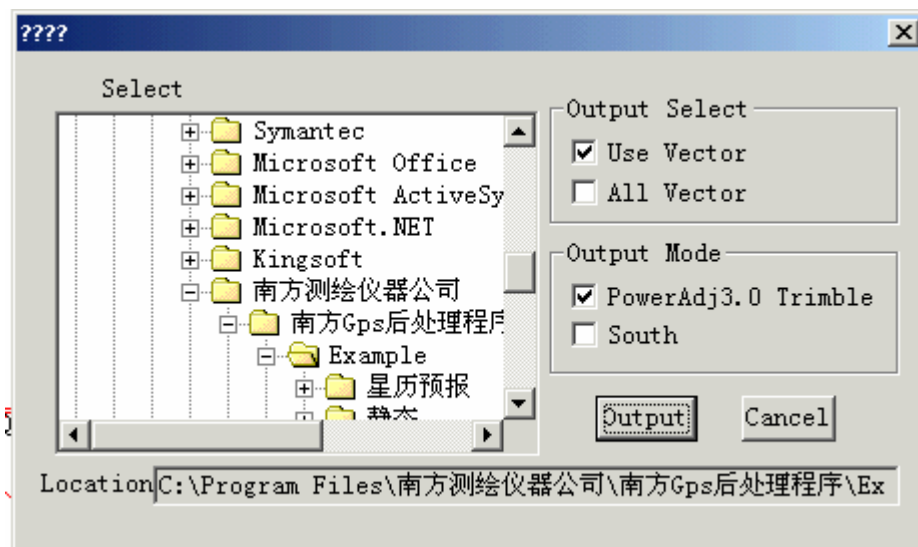 ????
Select
Symantec
Microsoft Office
Microsoft ActiveSy
Microsoft.NET
Kingsoft
南方测绘仪器公司
南方Gps后处理程序
Example
星历预报
静态
Output Select
Use Vector
All Vector
Output Mode
PowerAdj3.0 Trimble
South
Output
Cancel
Location C:\Program Files\南方测绘仪器公司\南方Gps后处理程序\Ex